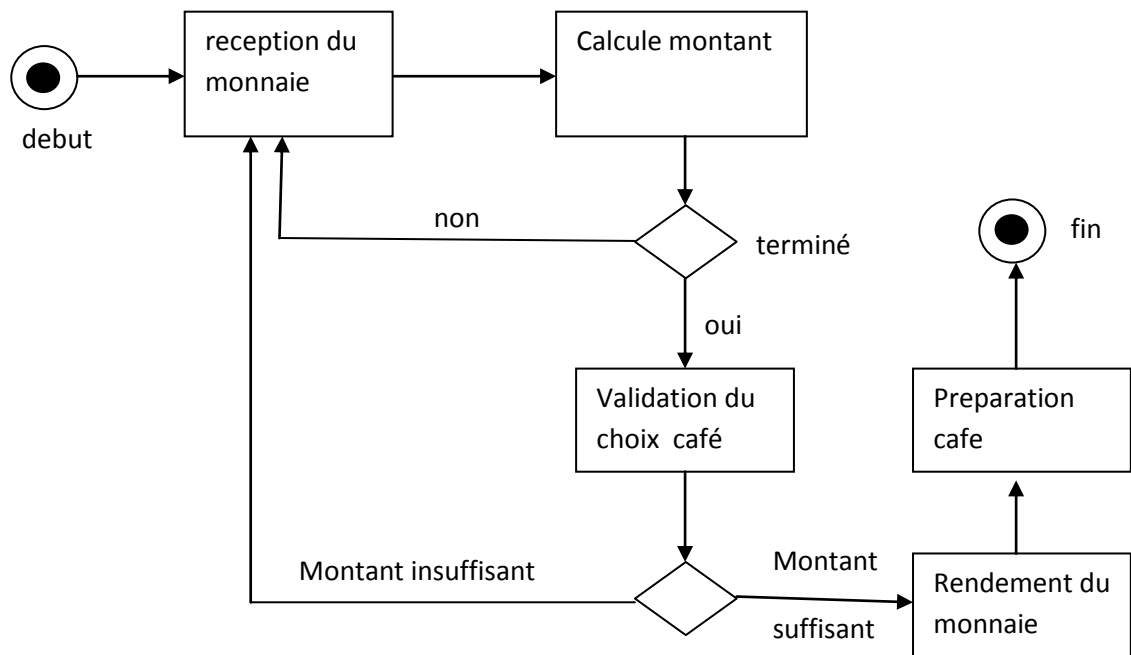 reception du
monnaie
Calcule montant
debut
non
terminé
fin
oui
Validation du
choix café
Preparation
cafe
Montant insuffisant
Montant
suffisant
Rendement du
monnaie